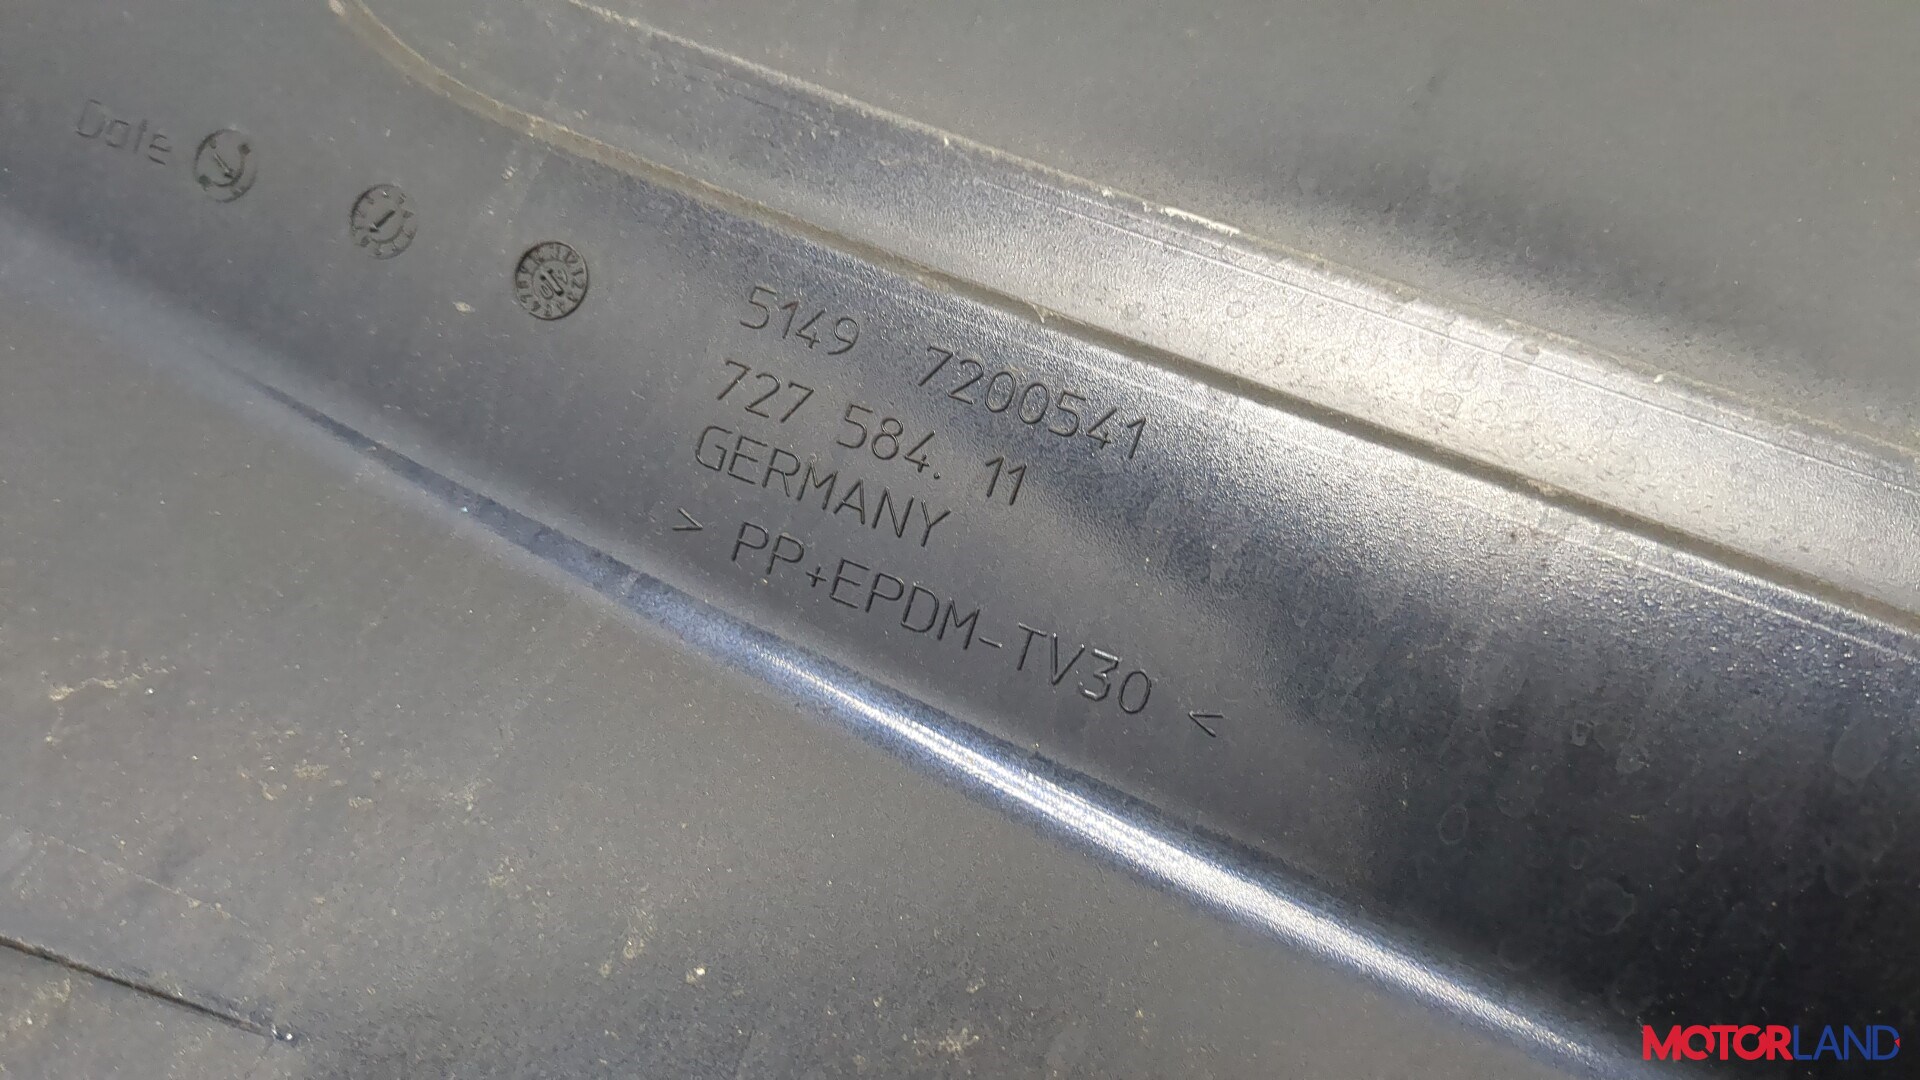 Date
5149 7200541
727 584. 11
GERMANY
> PP+EPDM-TV30 <
MOTORLAND